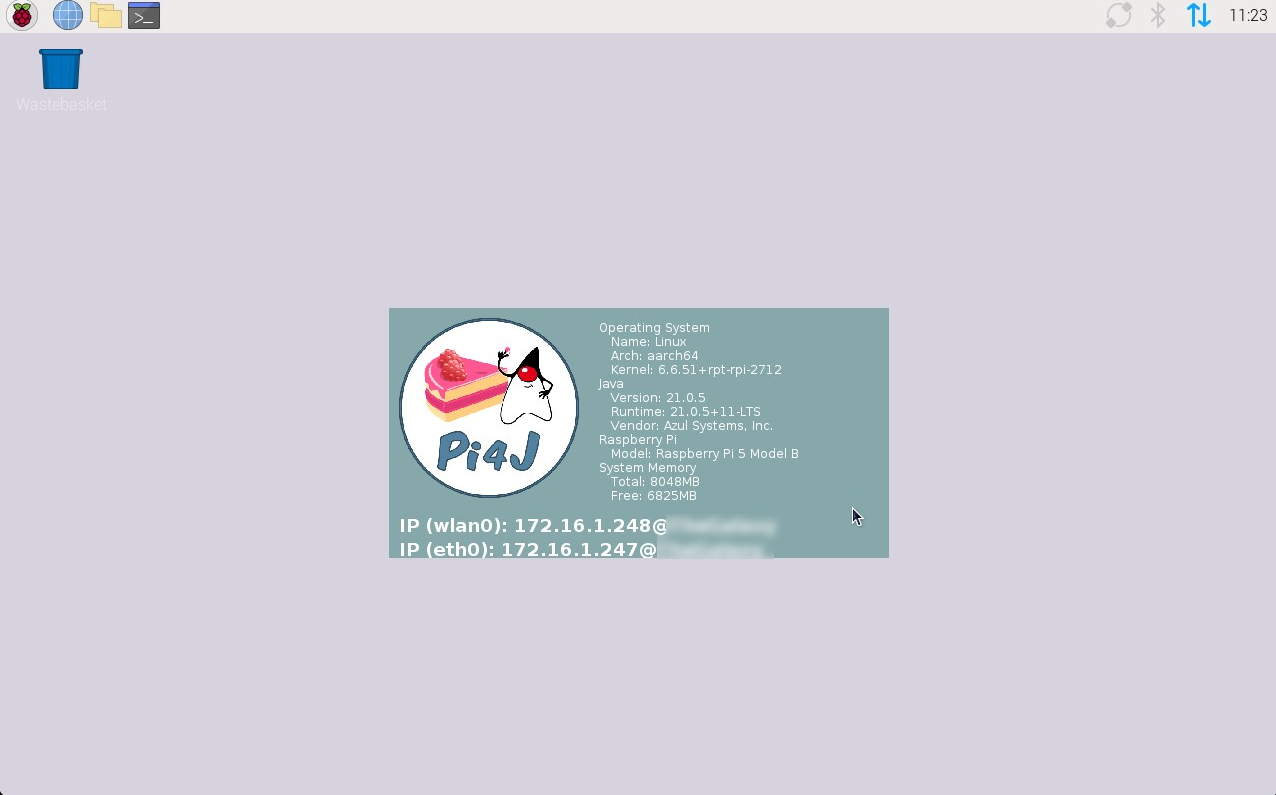 11:23
Wastebasket
Operating System
Name: Linux
Arch: aarch64
Kernel: 6.6.51+rpt-rpi-2712
Java
Version: 21.0.5
Runtime: 21.0.5+11-LTS
Vendor: Azul Systems, Inc.
Raspberry Pi
Model: Raspberry Pi 5 Model B
System Memory
Total: 8048MB
Free: 6825MB
Pi4J
IP (wlan0): 172.16.1.248@
IP (eth0): 172.16.1.247@